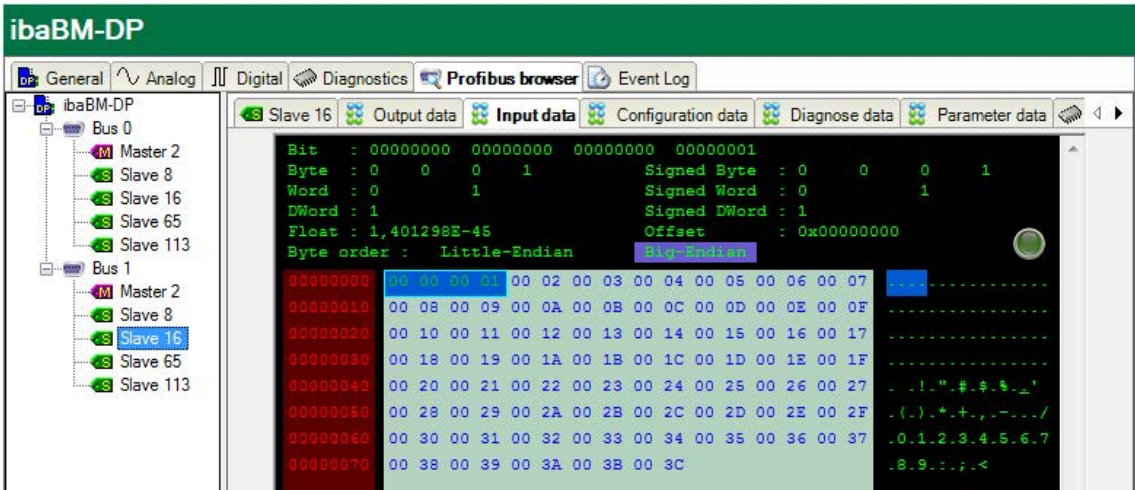 ibaBM-DP
General Analog Digital Diagnostics Profibus browser Event Log
ibaBM-DP
Bus 0
Master 2
Slave 8
Slave 16
Slave 65
Slave 113
Bus 1
Master 2
Slave 8
Slave 16
Slave 65
Slave 113
Slave 16 Output data Input data Configuration data Diagnose data Parameter data
Bit : 00000000 00000000 00000000 00000001
Byte : 0 0 0 1 Signed Byte : 0 0 0 1
Word : 0 1 Signed Word : 0 1
DWord : 1 Signed DWord : 1
Float : 1,401298E-45 Offset : 0x00000000
Byte order : Little-Endian Big-Endian
00000000 00 00 00 01 00 02 00 03 00 04 00 05 00 06 00 07 ................
00000010 00 08 00 09 00 0A 00 0B 00 0C 00 0D 00 0E 00 0F ................
00000020 00 10 00 11 00 12 00 13 00 14 00 15 00 16 00 17 ................
00000030 00 18 00 19 00 1A 00 1B 00 1C 00 1D 00 1E 00 1F ................
00000040 00 20 00 21 00 22 00 23 00 24 00 25 00 26 00 27 . .!.".#.$.%._'
00000050 00 28 00 29 00 2A 00 2B 00 2C 00 2D 00 2E 00 2F .(.).*.+.,.-.../
00000060 00 30 00 31 00 32 00 33 00 34 00 35 00 36 00 37 .0.1.2.3.4.5.6.7
00000070 00 38 00 39 00 3A 00 3B 00 3C .8.9.:.;.<